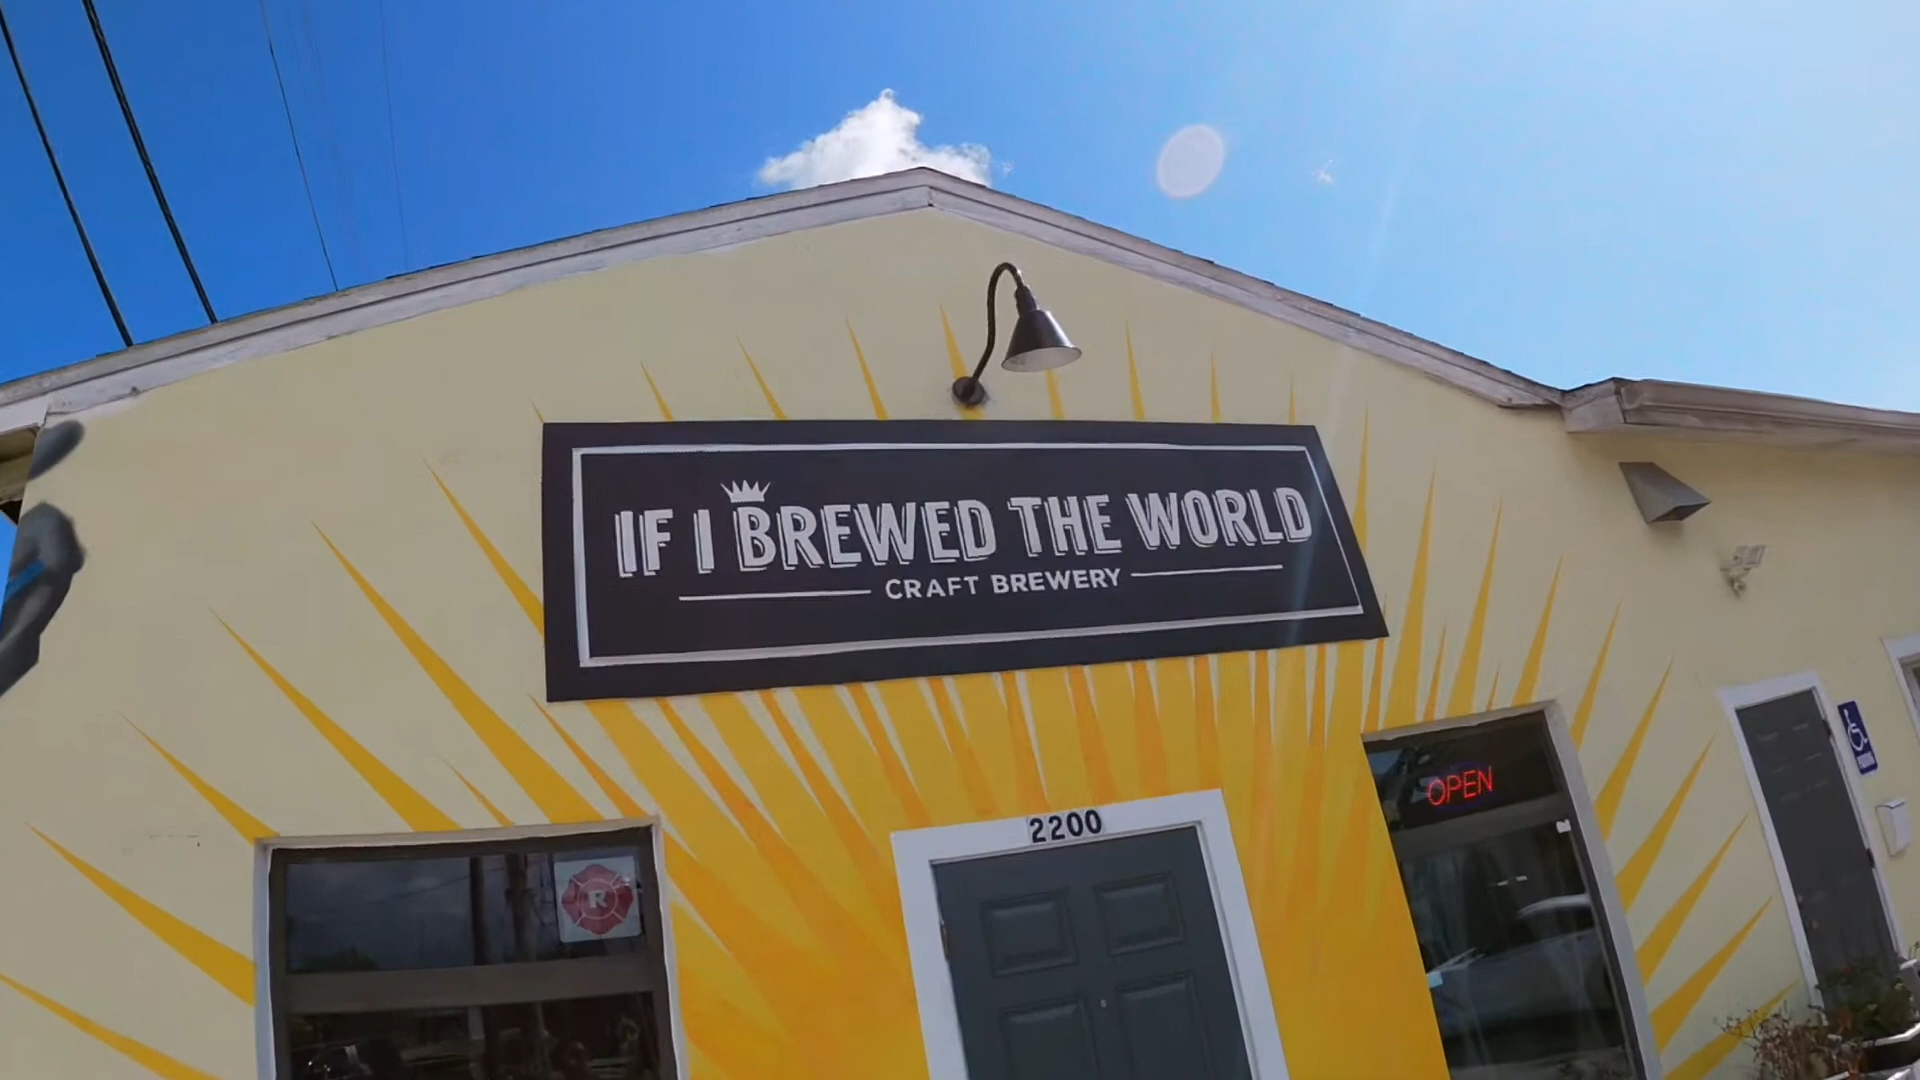 IF I BREWED THE WORLD
CRAFT BREWERY
2200
OPEN
R